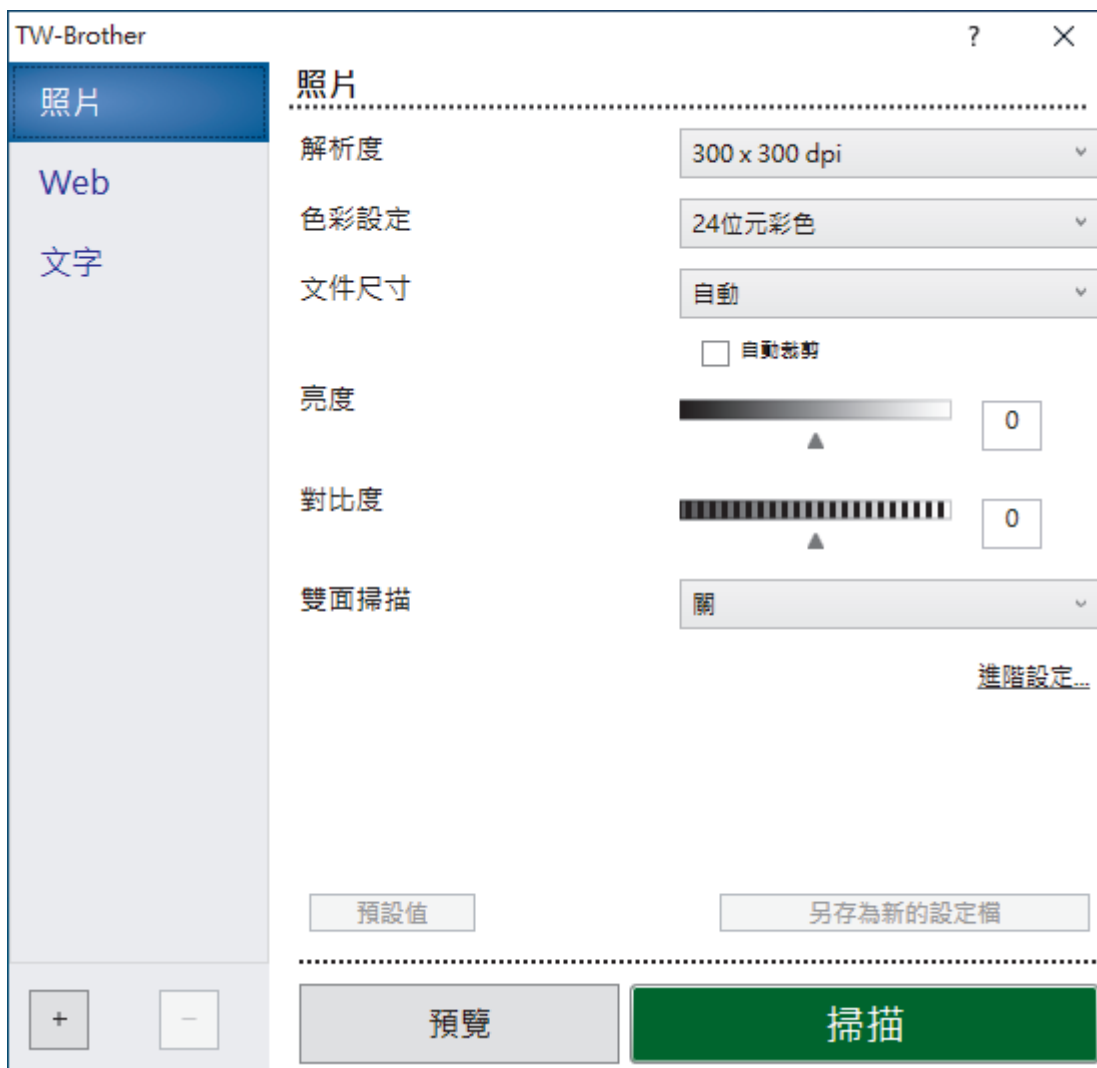 TW-Brother
?
照片
Web
文字
照片
解析度
300 x 300 dpi
色彩設定
24位元彩色
文件尺寸
自動
自動裁剪
亮度
0
對比度
0
雙面掃描
關
進階設定...
預設值
另存為新的設定檔
+
−
預覽
掃描